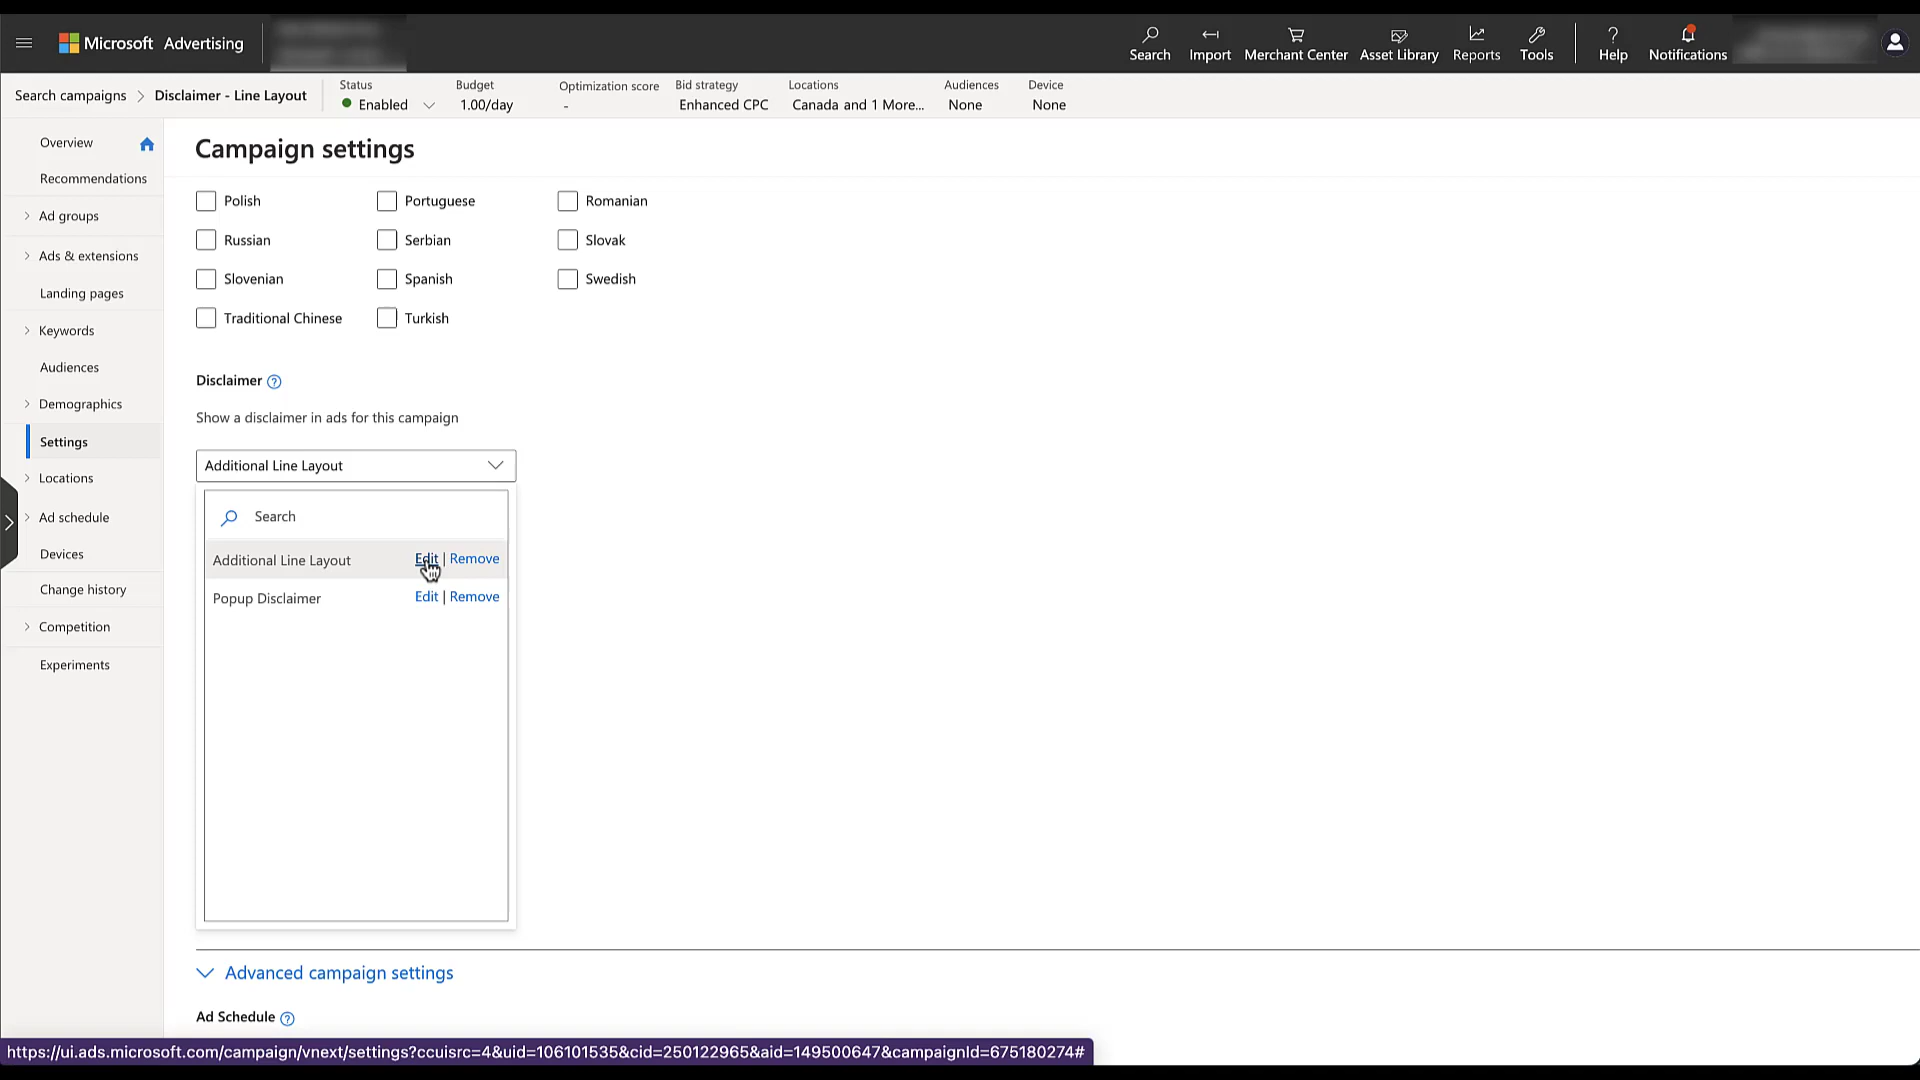 Microsoft Advertising
Search
Import
Merchant Center
Asset Library
Reports
Tools
Help
Notifications
Search campaigns
Disclaimer - Line Layout
Status
Enabled
Budget
1.00/day
Optimization score
-
Bid strategy
Enhanced CPC
Locations
Canada and 1 More...
Audiences
None
Device
None
Overview
Recommendations
Ad groups
Ads & extensions
Landing pages
Keywords
Audiences
Demographics
Settings
Locations
Ad schedule
Devices
Change history
Competition
Experiments
Campaign settings
Polish
Portuguese
Romanian
Russian
Serbian
Slovak
Slovenian
Spanish
Swedish
Traditional Chinese
Turkish
Disclaimer
Show a disclaimer in ads for this campaign
Additional Line Layout
Search
Additional Line Layout Edit | Remove
Popup Disclaimer Edit | Remove
Advanced campaign settings
Ad Schedule
https://ui.ads.microsoft.com/campaign/vnext/settings?ccuisrc=4&uid=106101535&cid=250122965&aid=149500647&campaignId=675180274#